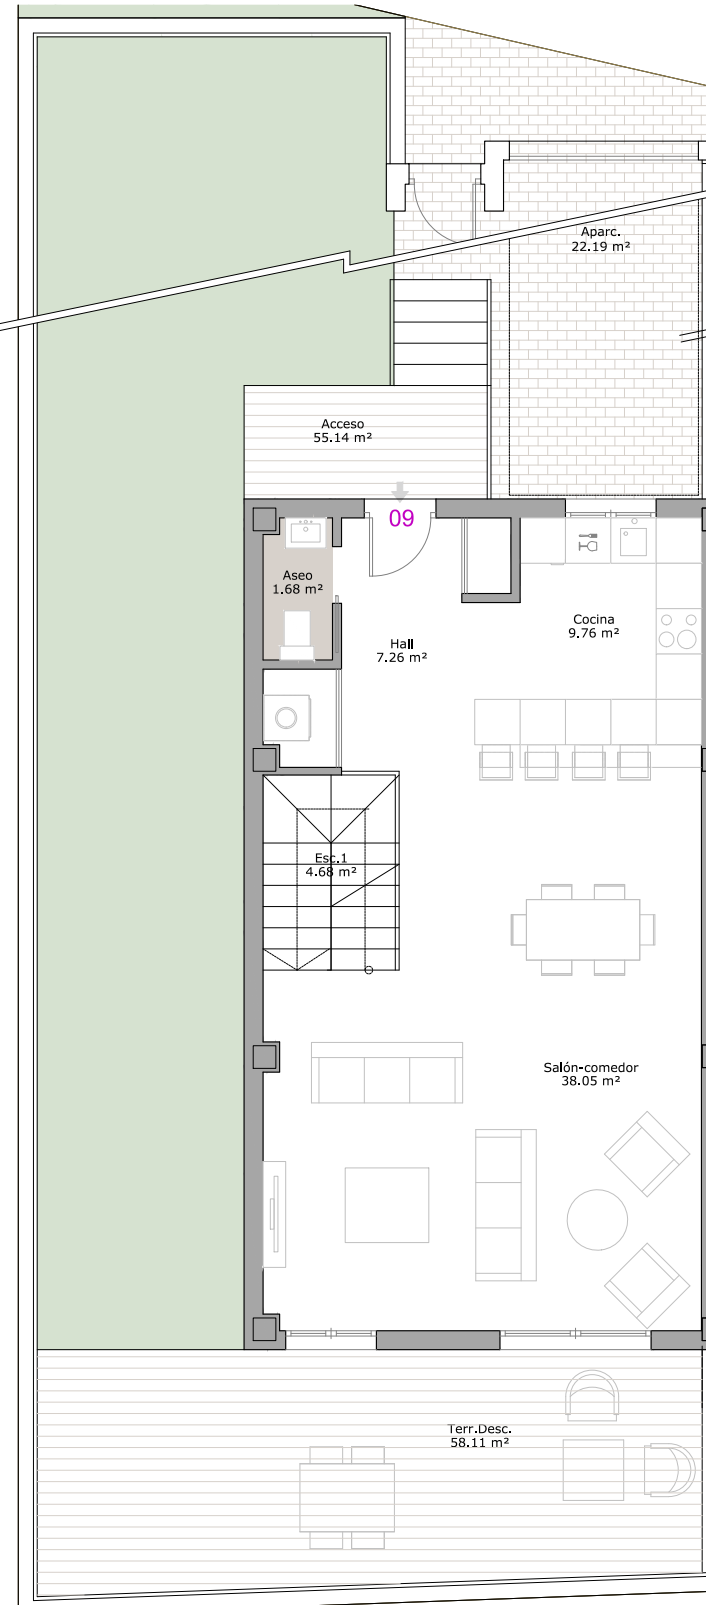 Aparc.
22.19 m²
Acceso
55.14 m²
09
Aseo
1.68 m²
Cocina
9.76 m²
Hall
7.26 m²
Esc.1
4.68 m²
Salón-comedor
38.05 m²
Terr.Desc.
58.11 m²